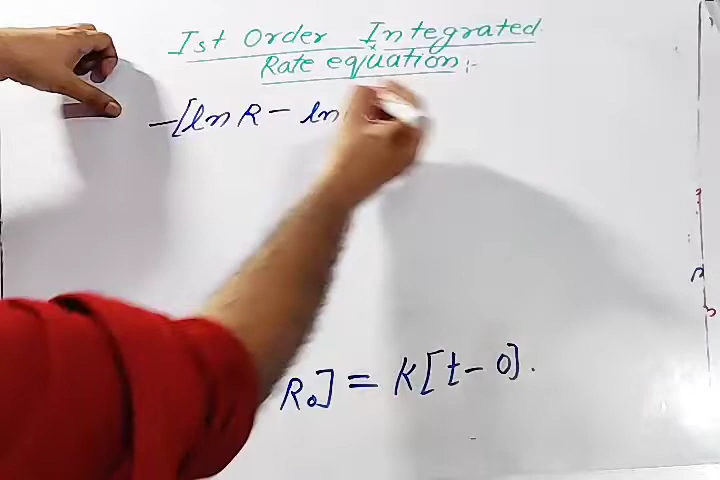 Ist Order Integrated
Rate equation :-
-[ln R - ln
R₀] = K[t - 0].